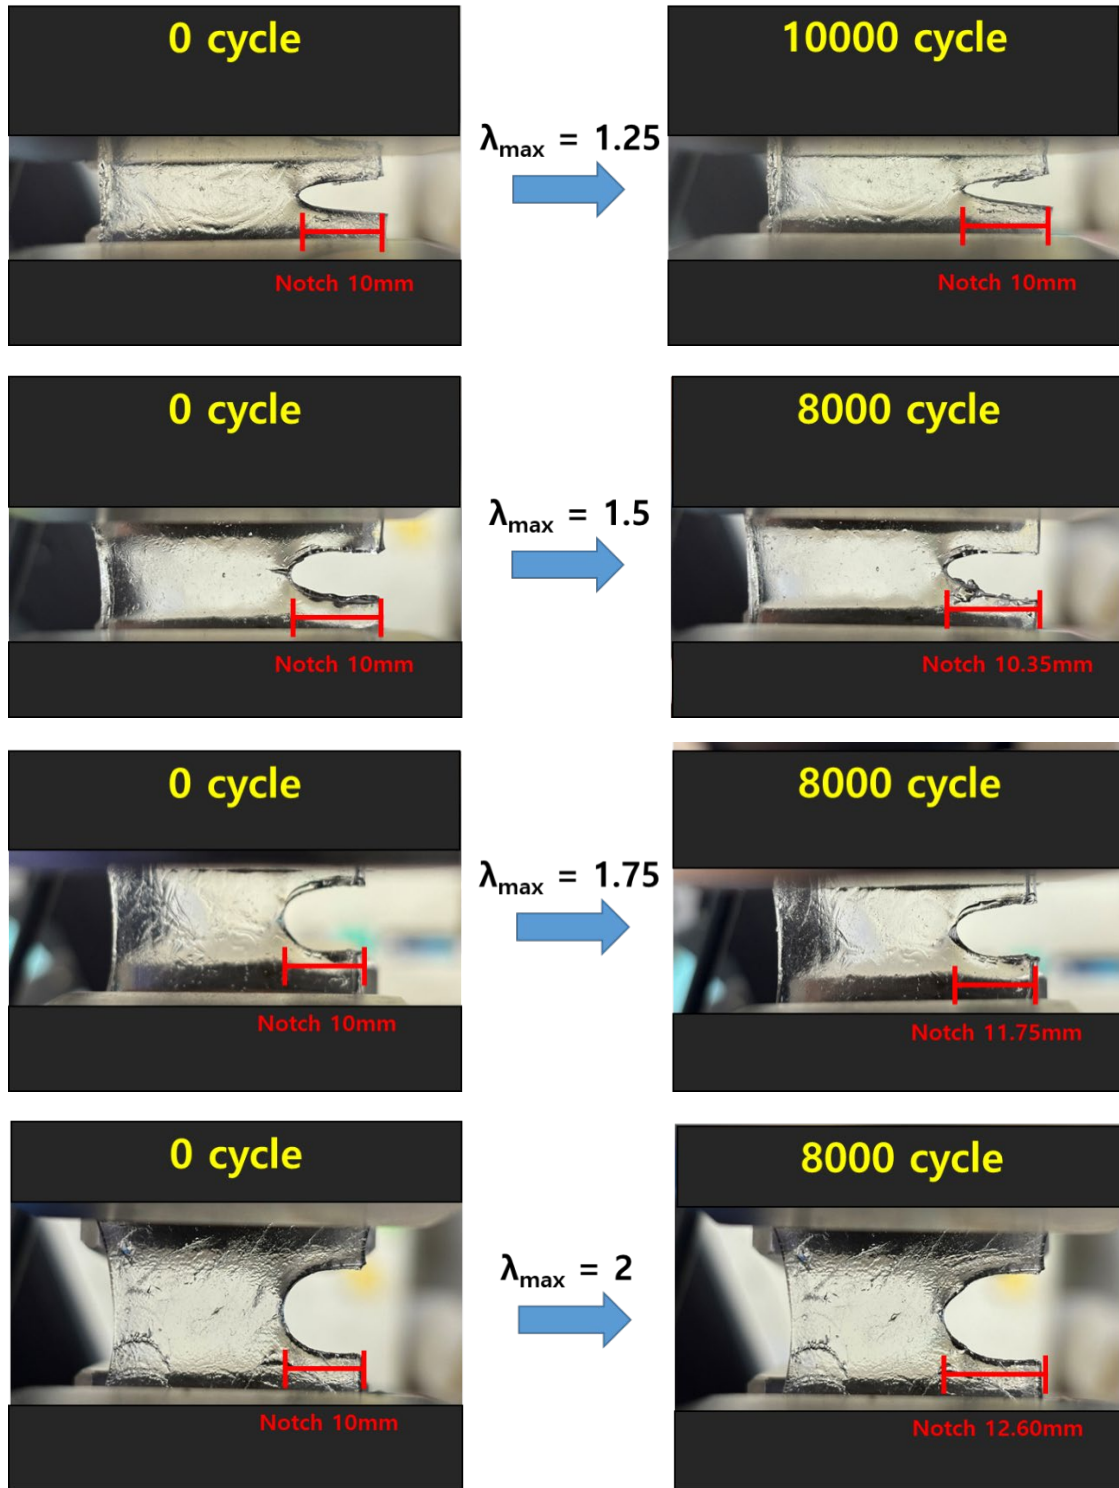 0 cycle
10000 cycle
λmax = 1.25
Notch 10mm
Notch 10mm
0 cycle
8000 cycle
λmax = 1.5
Notch 10mm
Notch 10.35mm
0 cycle
8000 cycle
λmax = 1.75
Notch 10mm
Notch 11.75mm
0 cycle
8000 cycle
λmax = 2
Notch 10mm
Notch 12.60mm